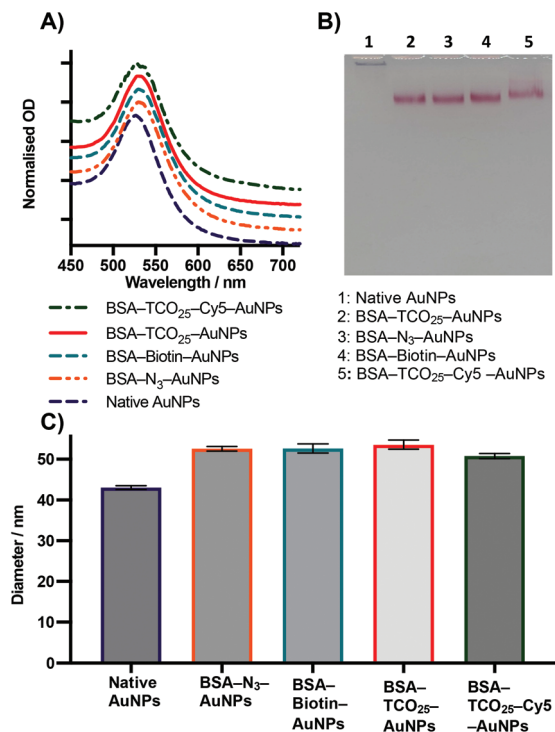 A)
Normalised OD
450 500 550 600 650 700
Wavelength / nm
BSA–TCO₂₅–Cy5–AuNPs
BSA–TCO₂₅–AuNPs
BSA–Biotin–AuNPs
BSA–N₃–AuNPs
Native AuNPs
B)
1 2 3 4 5
1: Native AuNPs
2: BSA–TCO₂₅–AuNPs
3: BSA–N₃–AuNPs
4: BSA–Biotin–AuNPs
5: BSA–TCO₂₅–Cy5 –AuNPs
C)
Diameter / nm
50
40
30
20
10
0
Native
AuNPs
BSA–N₃–
AuNPs
BSA–
Biotin–
AuNPs
BSA–
TCO₂₅–
AuNPs
BSA–
TCO₂₅–Cy5
–AuNPs